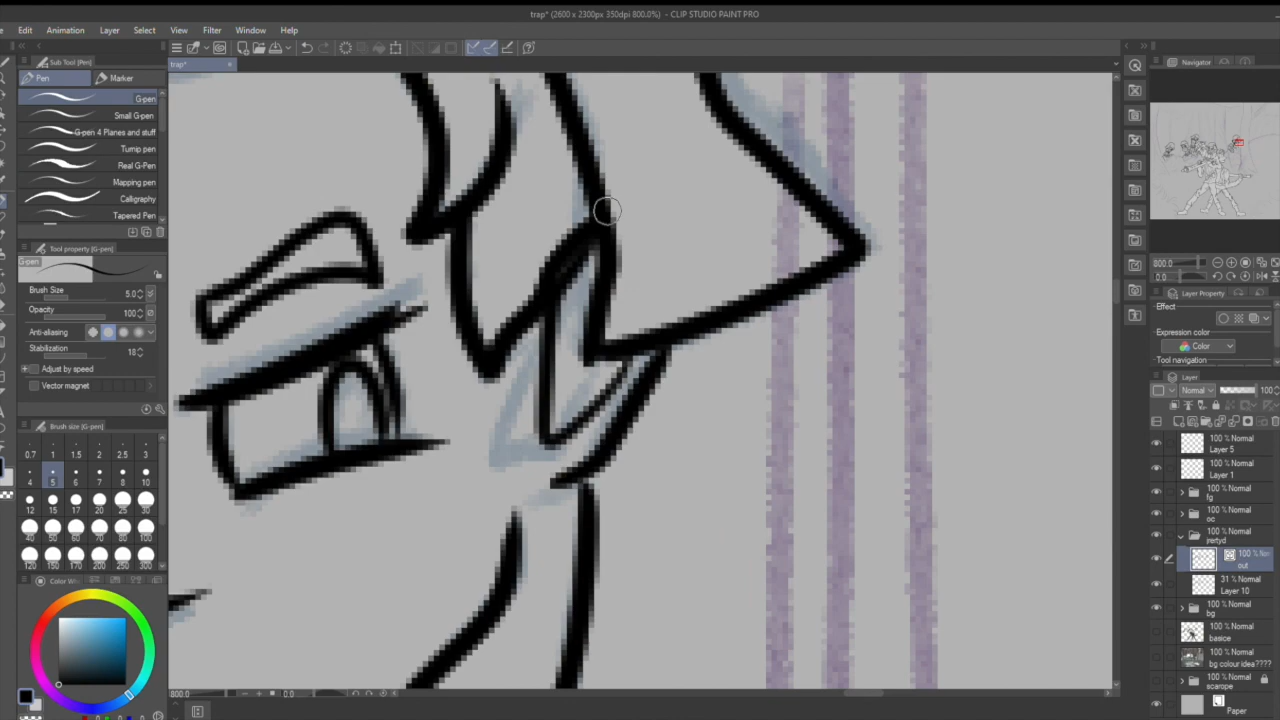 trap* (2600 x 2300px 350dpi 800.0%) - CLIP STUDIO PAINT PRO
Edit Animation Layer Select View Filter Window Help
Sub Tool [Pen]
trap*
Navigator
Pen Marker
G-pen
Small G-pen
G-pen 4 Planes and stuff
Turnip pen
Real G-Pen
Mapping pen
Calligraphy
Tapered Pen
Tool property [G-pen]
G-pen
Brush Size 5.0
Opacity 100
Anti-aliasing
Stabilization 18
Adjust by speed
Vector magnet
Brush size [G-pen]
0.7 1 1.5 2 2.5 3
4 5 6 7 8 10
12 15 17 20 25 30
40 50 60 70 80 100
120 150 170 200 250 300
Color W
800.0
0.0
Layer Property
Effect
Expression color
Color
Tool navigation
Layer
Normal 100
100 % Normal
Layer 5
100 % Normal
Layer 1
100 % Normal
fg
100 % Normal
oc
100 % Normal
jrertyd
100 % Nor
out
31 % Normal
Layer 10
100 % Normal
bg
100 % Normal
basice
100 % Normal
bg colour idea????
100 % Normal
scarope
Paper
800.0 0.0